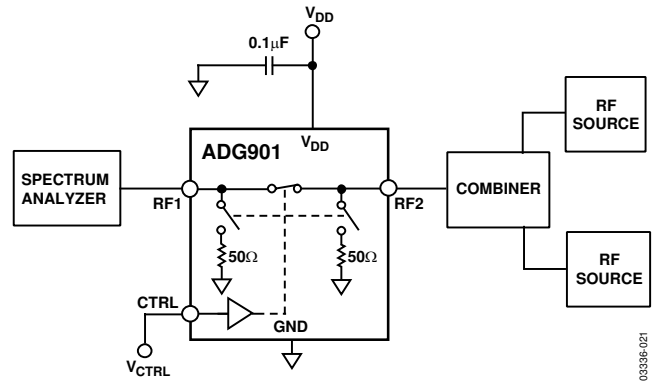 VDD
0.1μF
VDD
ADG901
RF
SOURCE
SPECTRUM
ANALYZER
COMBINER
RF1
RF2
50Ω
50Ω
RF
SOURCE
CTRL
GND
VCTRL
03336-021